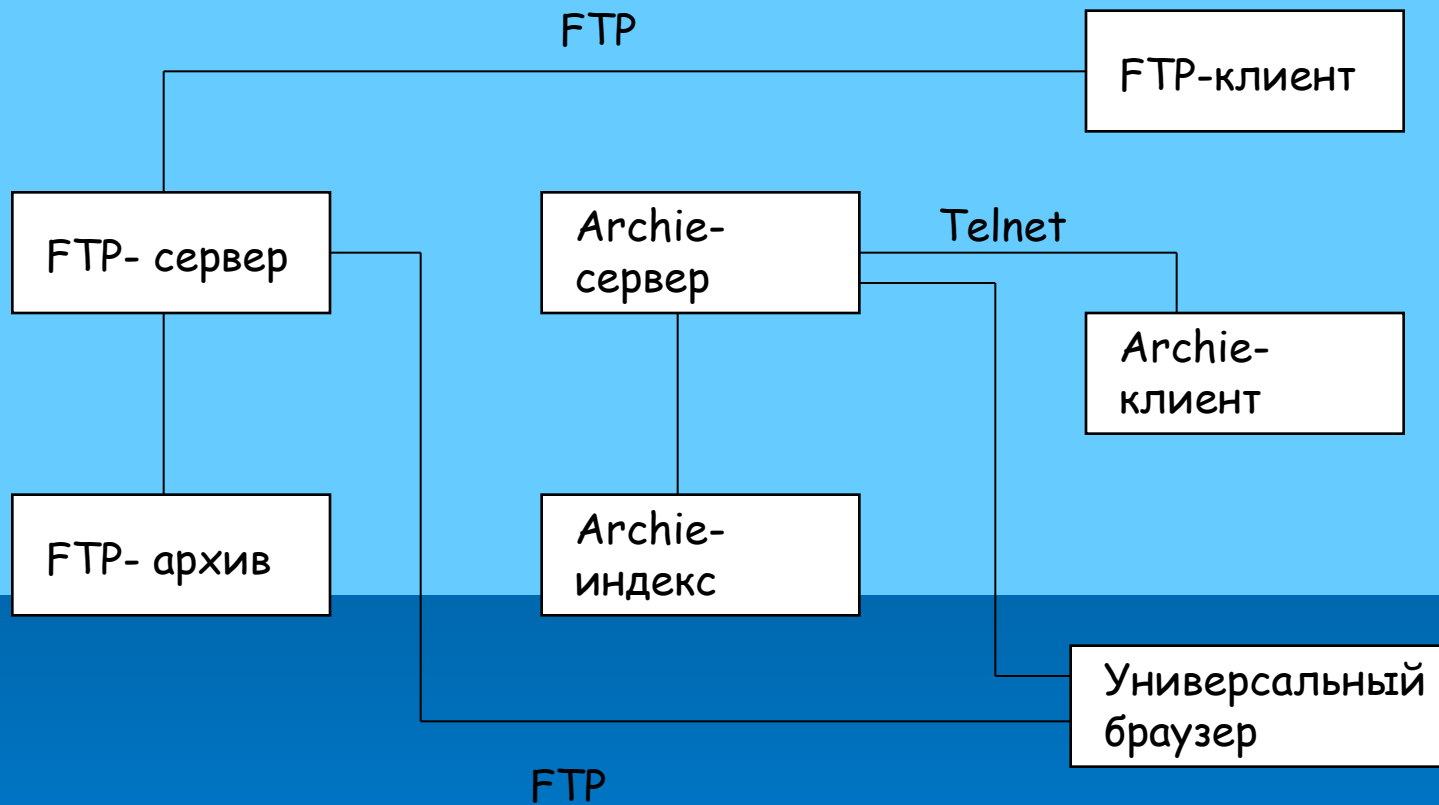 FTP
FTP-клиент
FTP- сервер
Archie-
сервер
Telnet
Archie-
клиент
FTP- архив
Archie-
индекс
Универсальный
браузер
FTP